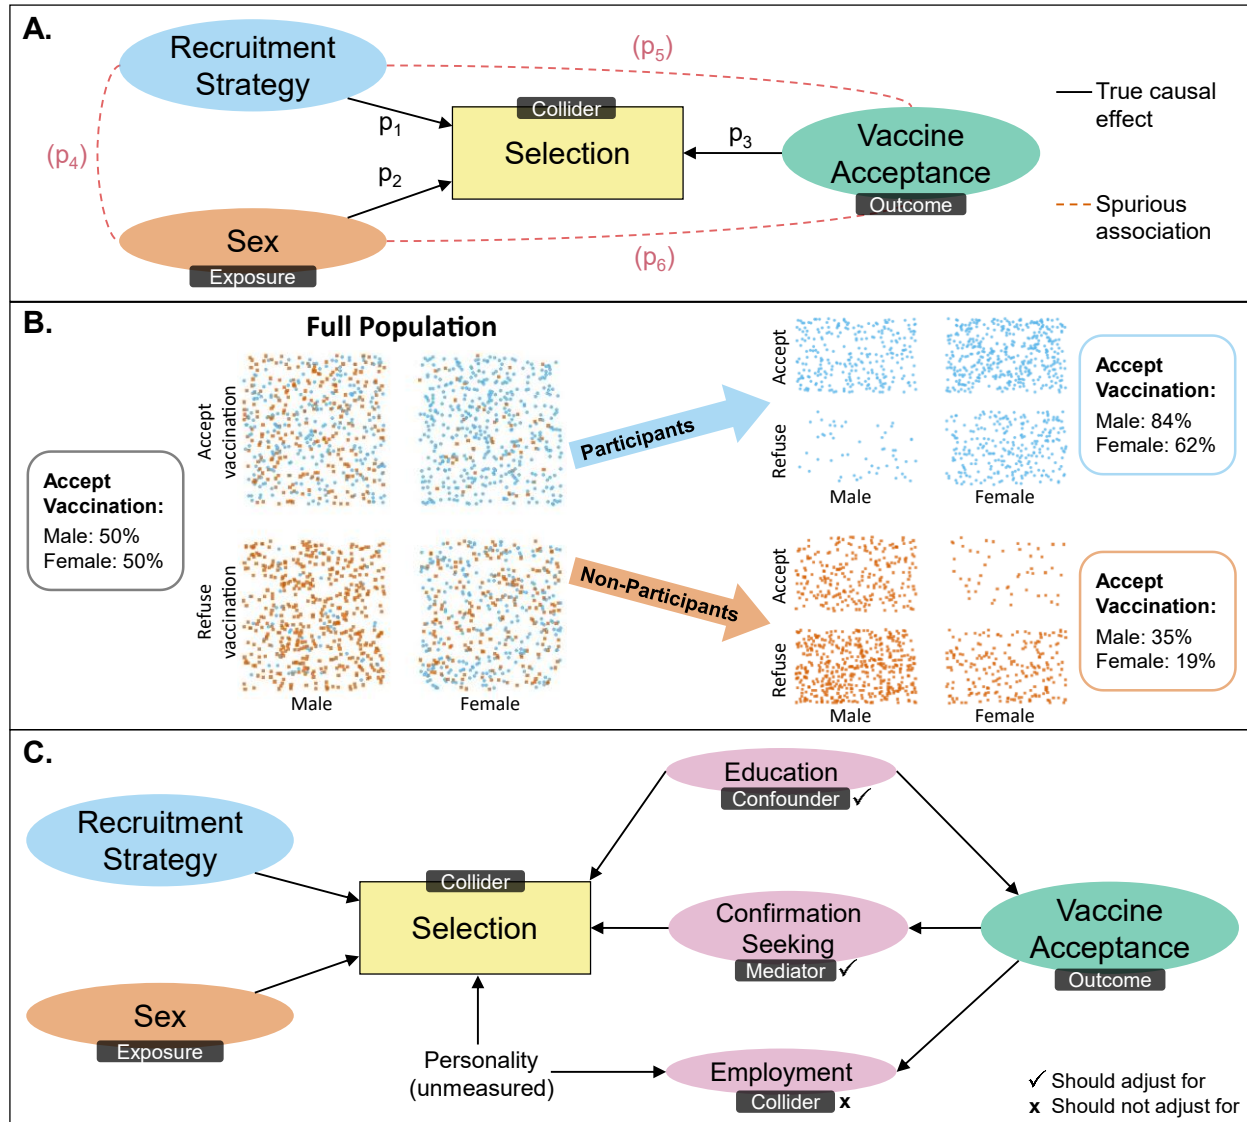 A.
Recruitment
Strategy
(p5)
Collider
Selection
Vaccine
Acceptance
Outcome
True causal
effect
p1
p3
(p4)
p2
Sex
Exposure
(p6)
Spurious
association
B.
Full Population
Accept
Vaccination:
Male: 50%
Female: 50%
Accept
vaccination
Refuse
vaccination
Male
Female
Participants
Non-Participants
Accept
Refuse
Male
Female
Accept
Vaccination:
Male: 84%
Female: 62%
Accept
Refuse
Male
Female
Accept
Vaccination:
Male: 35%
Female: 19%
C.
Recruitment
Strategy
Education
Confounder ✓
Collider
Selection
Confirmation
Seeking
Mediator ✓
Vaccine
Acceptance
Outcome
Sex
Exposure
Personality
(unmeasured)
Employment
Collider x
✓ Should adjust for
x Should not adjust for